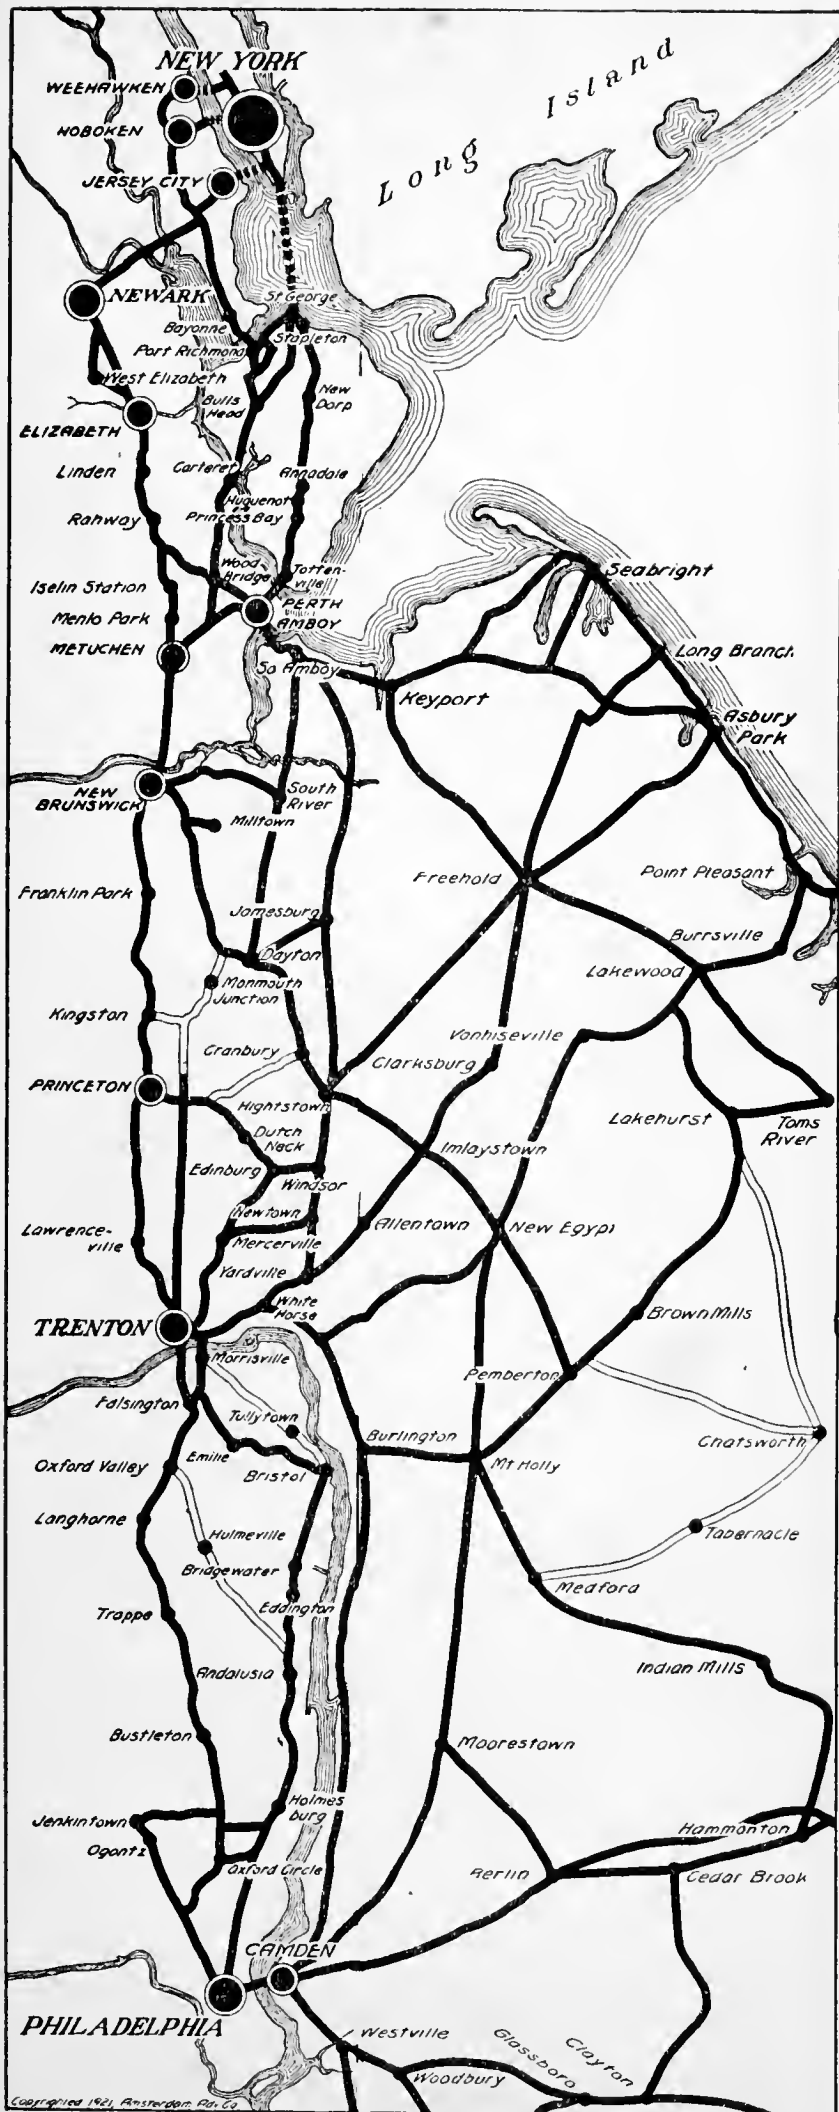 NEW YORK
WEEHAWKEN
HOBOKEN
JERSEY CITY
Long Island
NEWARK
St George
Bayonne
Stapleton
Port Richmond
West Elizabeth
Bulls
Head
New
Dorp
ELIZABETH
Linden
Carteret
Annadale
Huguenot
Rahway
Princess Bay
Wood
Bridge
Totten-
ville
Seabright
Iselin Station
PERTH
AMBOY
Menlo Park
METUCHEN
So Amboy
Long Branch
Keyport
Asbury
Park
NEW
BRUNSWICK
South
River
Milltown
Freehold
Point Pleasant
Franklin Park
Jamesburg
Burrsville
Dayton
Lakewood
Monmouth
Junction
Kingston
Vanhiseville
Cranbury
Clarksburg
PRINCETON
Hightstown
Lakehurst
Toms
River
Dutch
Neck
Imlaystown
Edinburg
Windsor
Newtown
Allentown
New Egypt
Lawrence-
ville
Mercerville
Yardville
White
Horse
TRENTON
Brown Mills
Morrisville
Pemberton
Falsington
Tullytown
Burlington
Chatsworth
Oxford Valley
Emilie
Bristol
Mt Holly
Langhorne
Hulmeville
Tabernacle
Bridgewater
Medford
Eddington
Trappe
Andalusia
Indian Mills
Bustleton
Moorestown
Holmes
burg
Jenkintown
Hammonton
Ogontz
Oxford Circle
Berlin
Cedar Brook
CAMDEN
PHILADELPHIA
Westville
Glassboro
Clayton
Woodbury
Copyrighted 1921, Amsterdam Ad. Co